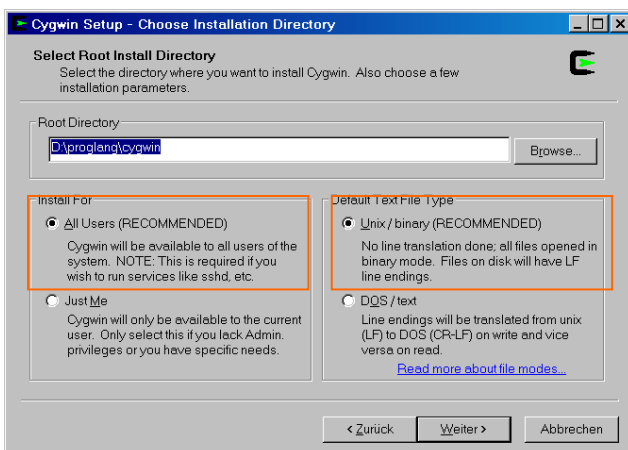 Cygwin Setup - Choose Installation Directory
Select Root Install Directory
Select the directory where you want to install Cygwin. Also choose a few
installation parameters.
Root Directory
D:\proglang\cygwin
Browse...
Install For
All Users (RECOMMENDED)
Cygwin will be available to all users of the
system. NOTE: This is required if you
wish to run services like sshd, etc.
Just Me
Cygwin will only be available to the current
user. Only select this if you lack Admin.
privileges or you have specific needs.
Default Text File Type
Unix / binary (RECOMMENDED)
No line translation done; all files opened in
binary mode. Files on disk will have LF
line endings.
DOS / text
Line endings will be translated from unix
(LF) to DOS (CR-LF) on write and vice
versa on read.
Read more about file modes...
< Zurück
Weiter >
Abbrechen